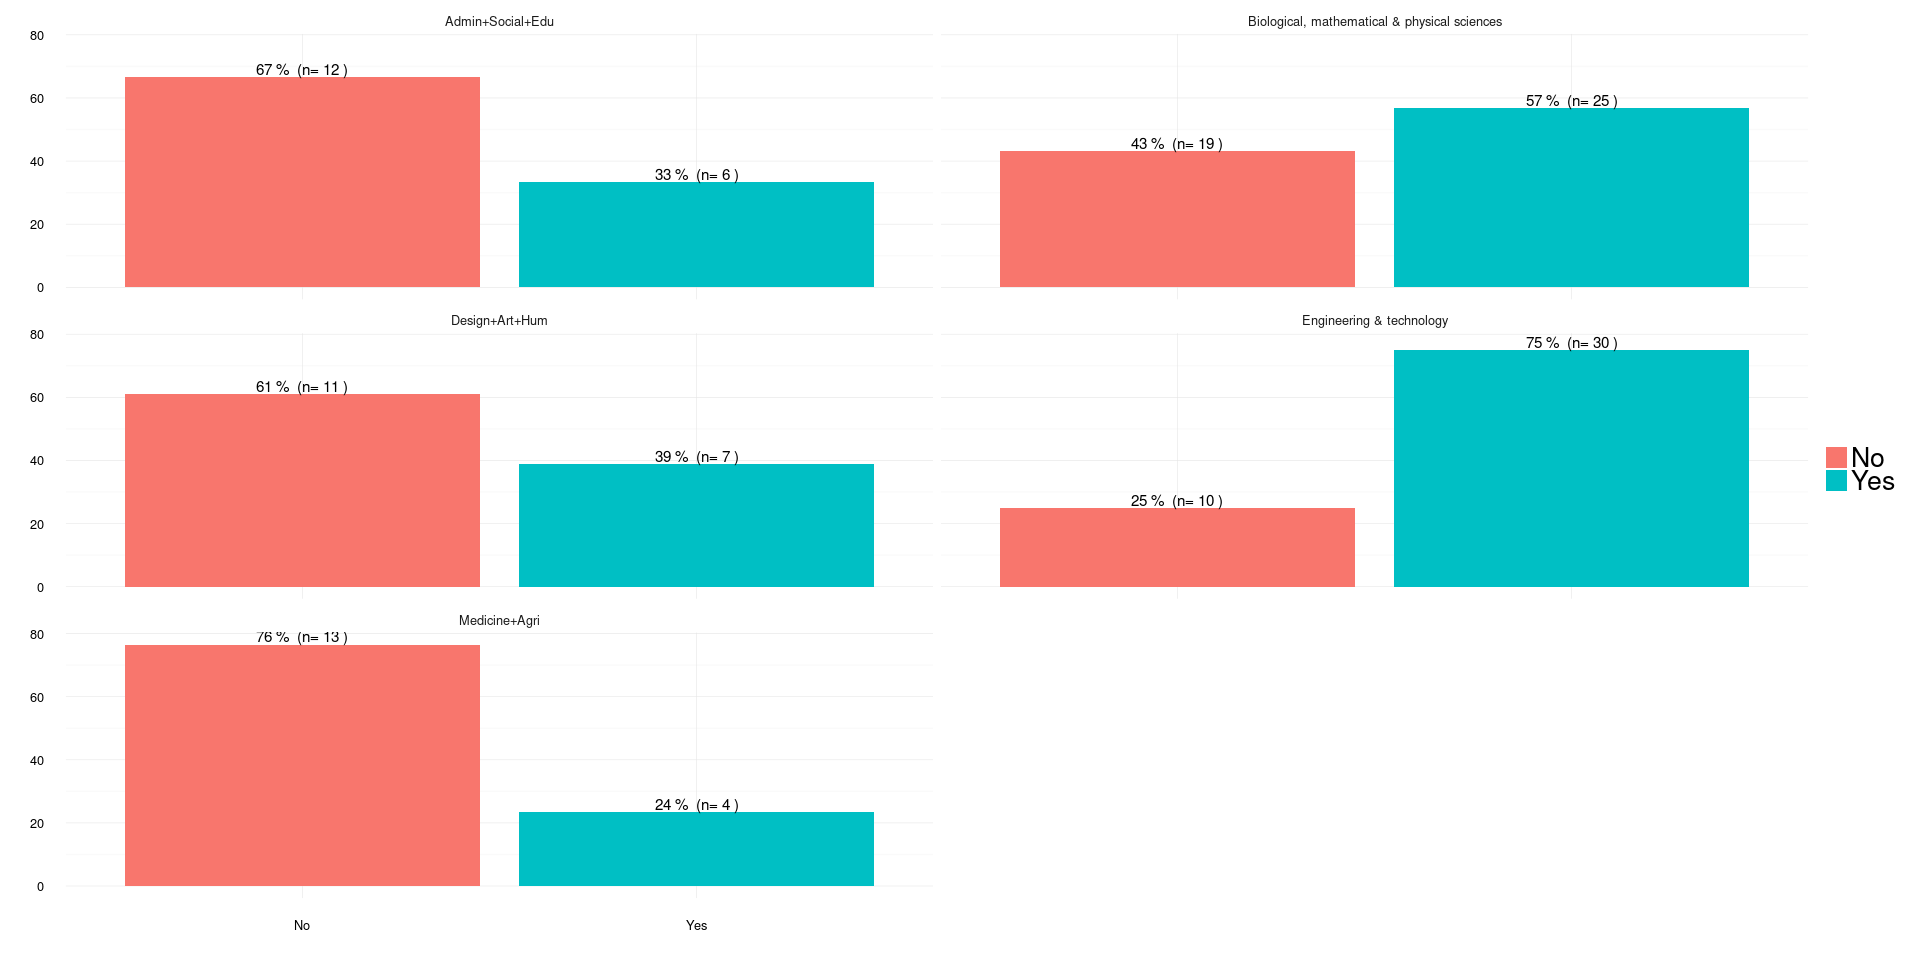 Admin+Social+Edu
80
60
40
20
0
67 % (n= 12 )
33 % (n= 6 )
Biological, mathematical & physical sciences
43 % (n= 19 )
57 % (n= 25 )
Design+Art+Hum
80
60
40
20
0
61 % (n= 11 )
39 % (n= 7 )
Engineering & technology
25 % (n= 10 )
75 % (n= 30 )
Medicine+Agri
80
60
40
20
0
76 % (n= 13 )
24 % (n= 4 )
No
Yes
No
Yes